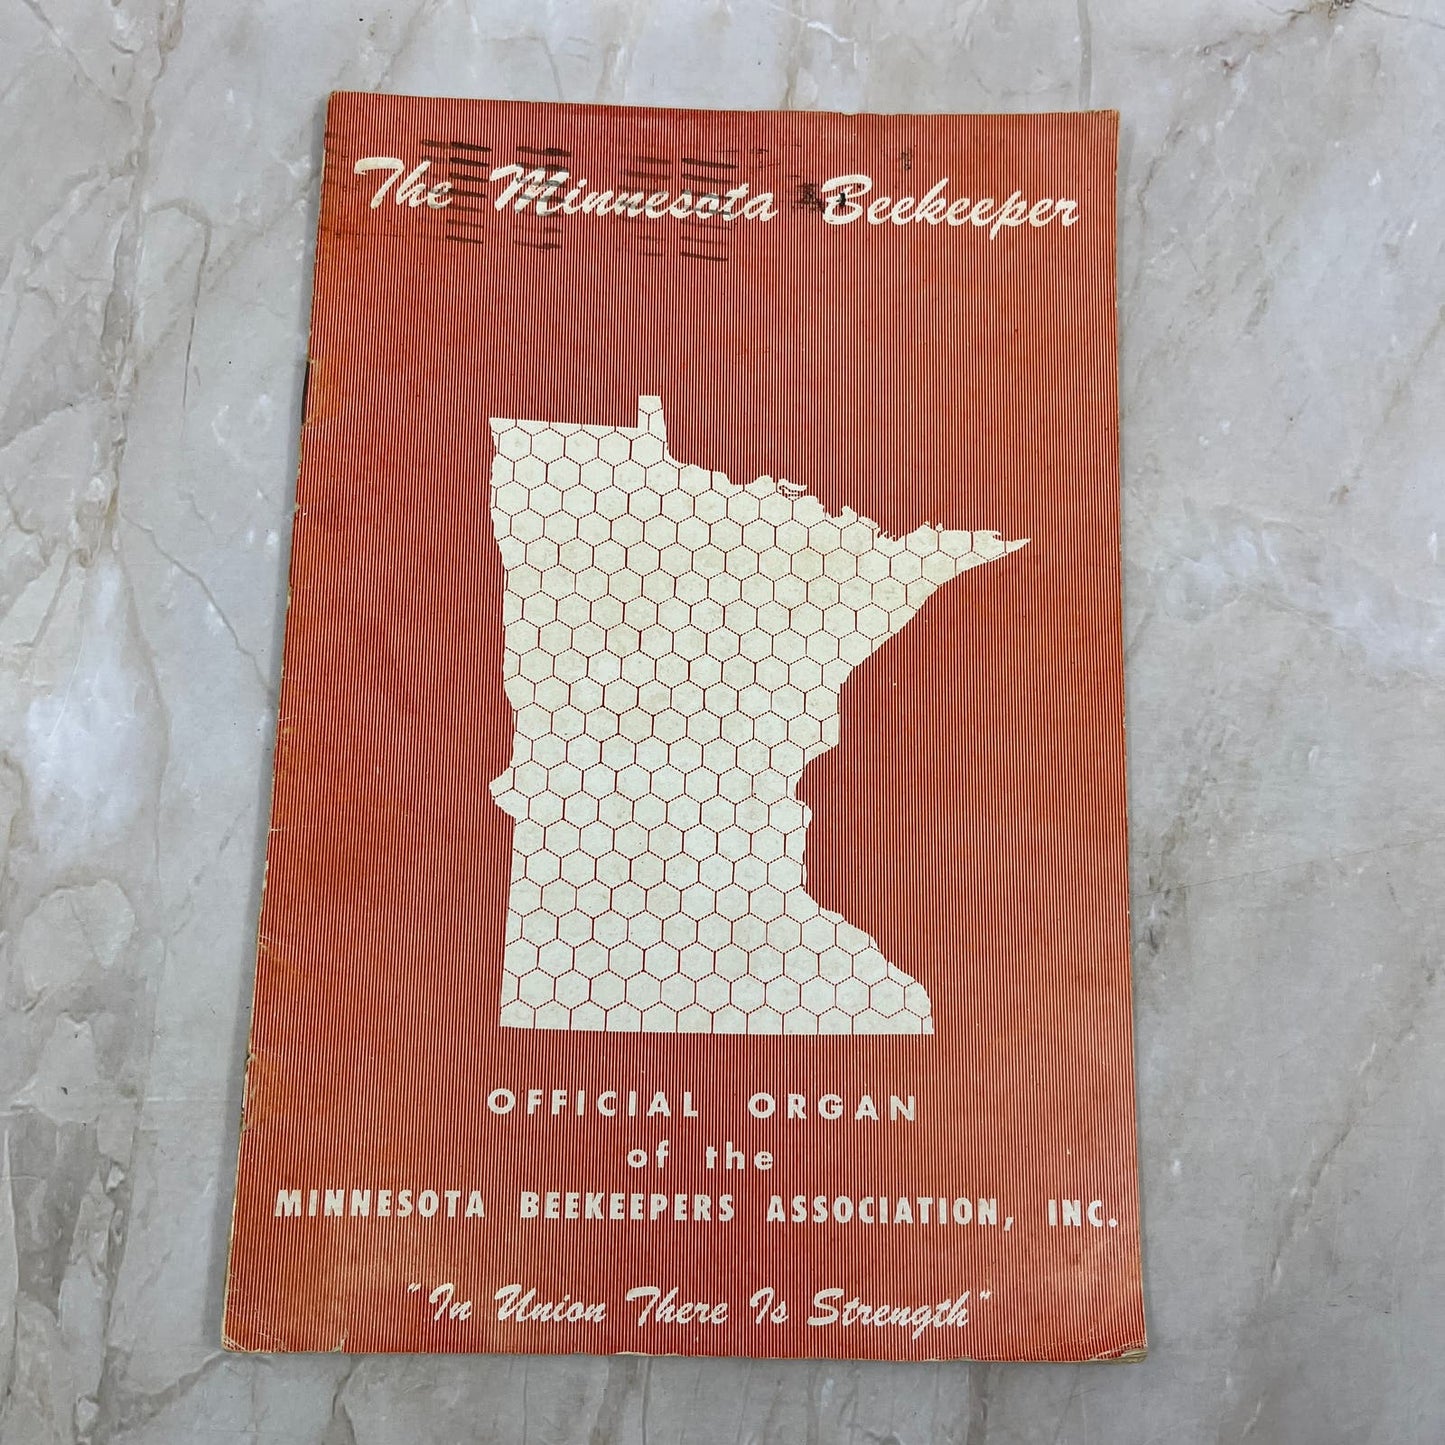 The Minnesota Beekeeper
OFFICIAL ORGAN
of the
MINNESOTA BEEKEEPERS ASSOCIATION, INC.
"In Union There Is Strength"